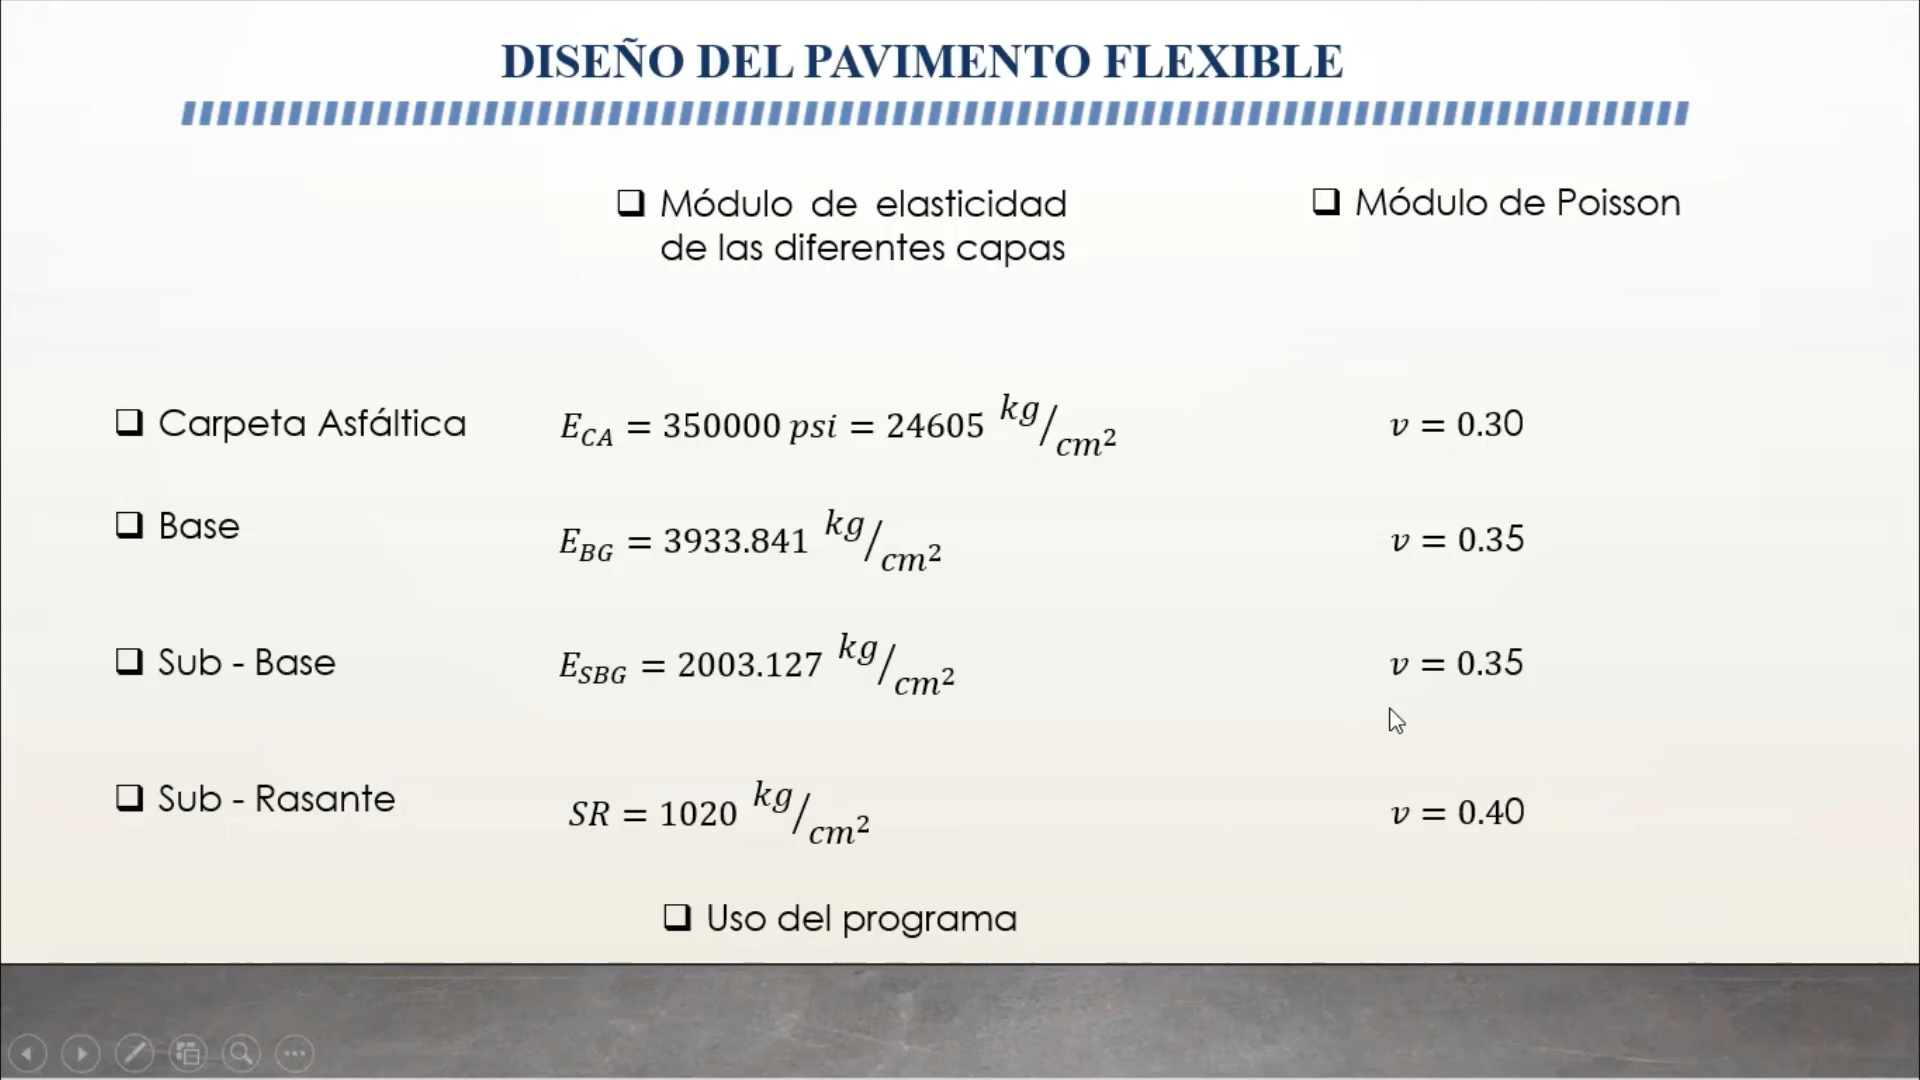 DISEÑO DEL PAVIMENTO FLEXIBLE
❑ Módulo de elasticidad
de las diferentes capas
❑ Módulo de Poisson
❑ Carpeta Asfáltica E_CA = 350000 psi = 24605 kg/cm² v = 0.30
❑ Base E_BG = 3933.841 kg/cm² v = 0.35
❑ Sub - Base E_SBG = 2003.127 kg/cm² v = 0.35
❑ Sub - Rasante SR = 1020 kg/cm² v = 0.40
❑ Uso del programa